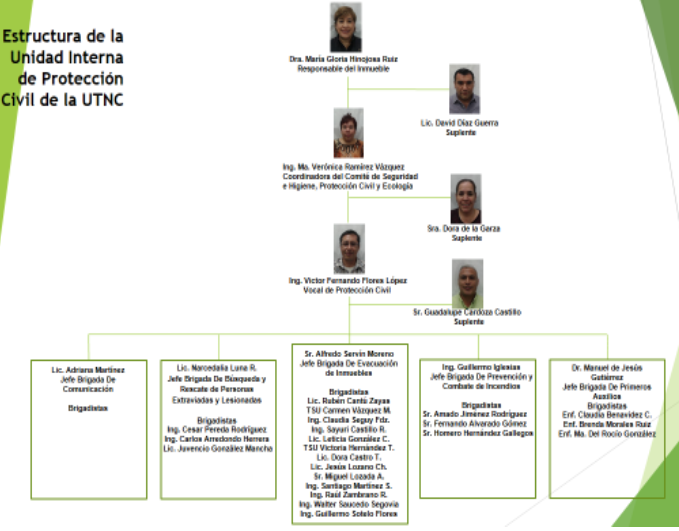 Estructura de la
Unidad Interna
de Protección
Civil de la UTNC
Dra. María Gloria Hinojosa Ruiz
Responsable del Inmueble
Lic. David Díaz Guerra
Suplente
Ing. Ma. Verónica Ramírez Vázquez
Coordinadora del Comité de Seguridad
e Higiene, Protección Civil y Ecología
Sra. Dora de la Garza
Suplente
Ing. Victor Fernando Flores López
Vocal de Protección Civil
Sr. Guadalupe Cardoza Castillo
Suplente
Lic. Adriana Martínez
Jefe Brigada De
Comunicación
Brigadistas
Lic. Narcedalia Luna R.
Jefe Brigada De Búsqueda y
Rescate de Personas
Extraviadas y Lesionadas
Brigadistas
Ing. Cesar Pereda Rodríguez
Ing. Carlos Arredondo Herrera
Lic. Juvencio González Mancha
Sr. Alfredo Servín Moreno
Jefe Brigada De Evacuación
de Inmuebles
Brigadistas
Lic. Rubén Cantú Zayas
TSU Carmen Vázquez M.
Ing. Claudia Seguy Fdz.
Ing. Sayuri Castillo R.
Lic. Leticia González C.
TSU Victoria Hernández T.
Lic. Dora Castro T.
Lic. Jesús Lozano Ch.
Sr. Miguel Lozada A.
Ing. Santiago Martínez S.
Ing. Raúl Zambrano R.
Ing. Walter Saucedo Segovia
Ing. Guillermo Sotelo Flores
Ing. Guillermo Iglesias
Jefe Brigada De Prevención y
Combate de Incendios
Brigadistas
Sr. Amado Jiménez Rodríguez
Sr. Fernando Alvarado Gómez
Sr. Homero Hernández Gallegos
Dr. Manuel de Jesús
Gutiérrez
Jefe Brigada De Primeros
Auxilios
Brigadistas
Enf. Claudia Benavidez C.
Enf. Brenda Morales Ruiz
Enf. Ma. Del Rocío González